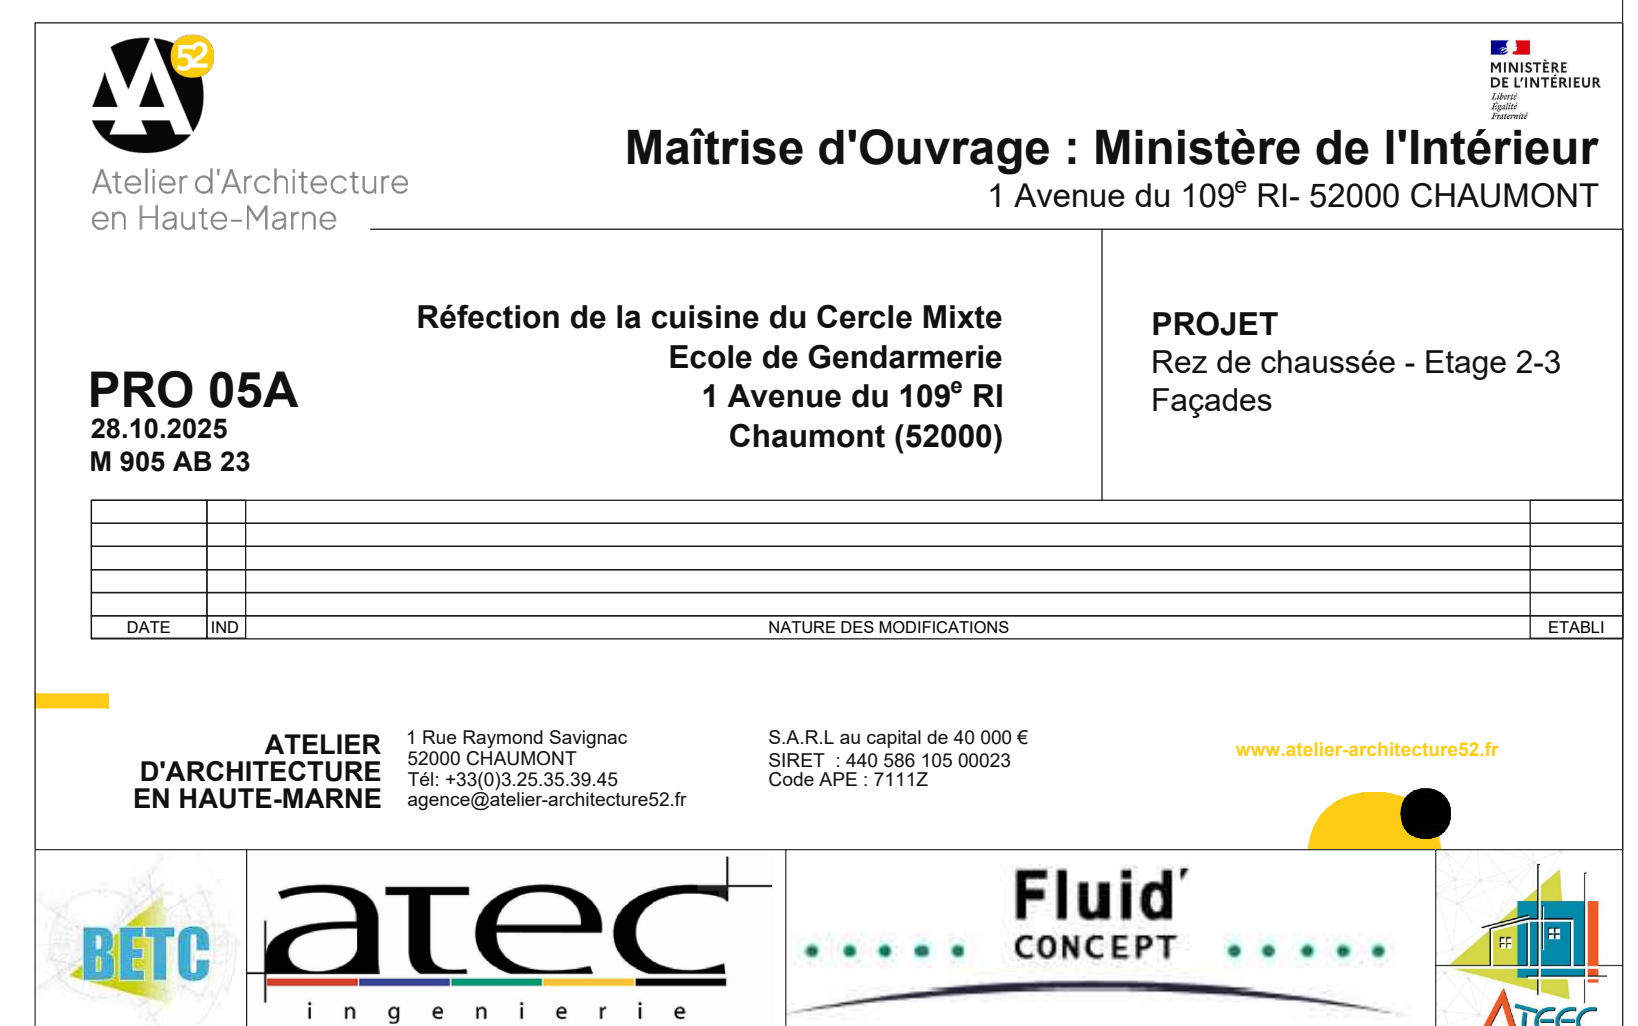 52
Atelier d'Architecture
en Haute-Marne
MINISTÈRE
DE L'INTÉRIEUR
Liberté
Égalité
Fraternité
Maîtrise d'Ouvrage : Ministère de l'Intérieur
1 Avenue du 109e RI- 52000 CHAUMONT
PRO 05A
28.10.2025
M 905 AB 23
Réfection de la cuisine du Cercle Mixte
Ecole de Gendarmerie
1 Avenue du 109e RI
Chaumont (52000)
PROJET
Rez de chaussée - Etage 2-3
Façades
DATE IND NATURE DES MODIFICATIONS ETABLI
ATELIER
D'ARCHITECTURE
EN HAUTE-MARNE
1 Rue Raymond Savignac
52000 CHAUMONT
Tél: +33(0)3.25.35.39.45
agence@atelier-architecture52.fr
S.A.R.L au capital de 40 000 €
SIRET : 440 586 105 00023
Code APE : 7111Z
www.atelier-architecture52.fr
BETC
atec
ingenierie
Fluid'
CONCEPT
ATEEC